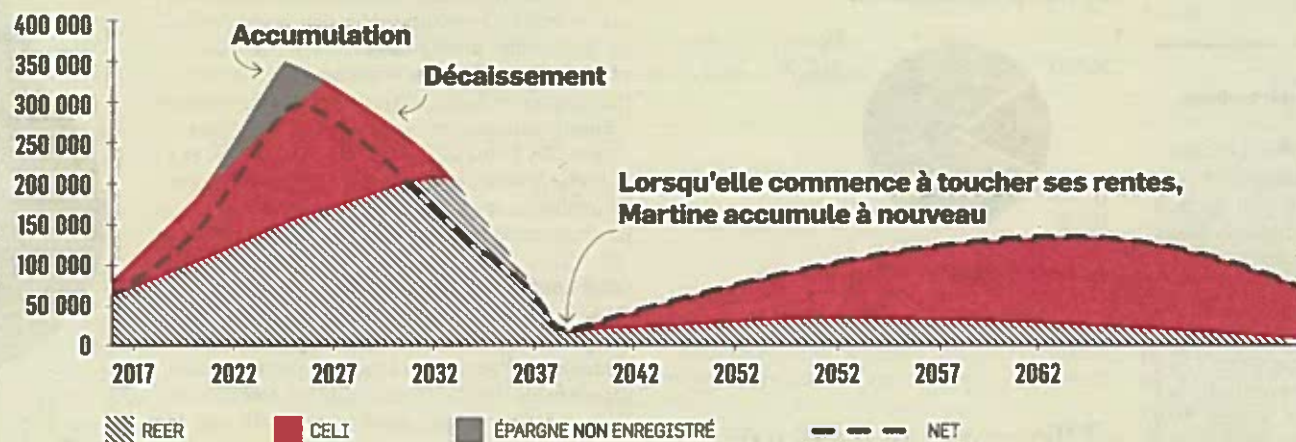 400 000
350 000
300 000
250 000
200 000
150 000
100 000
50 000
0
Accumulation
Décaissement
Lorsqu'elle commence à toucher ses rentes,
Martine accumule à nouveau
2017 2022 2027 2032 2037 2042 2052 2052 2057 2062
REER CELI ÉPARGNE NON ENREGISTRÉ NET